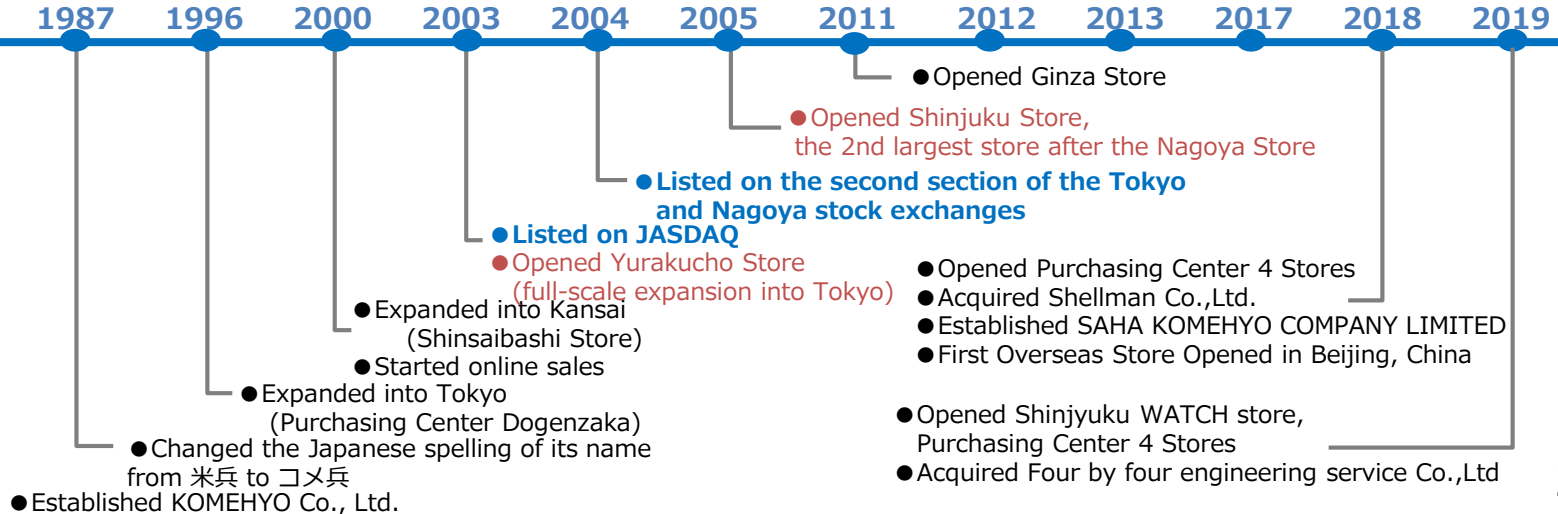 1987 1996 2000 2003 2004 2005 2011 2012 2013 2017 2018 2019
●Opened Ginza Store
●Opened Shinjuku Store,
the 2nd largest store after the Nagoya Store
●Listed on the second section of the Tokyo
and Nagoya stock exchanges
●Listed on JASDAQ
●Opened Yurakucho Store
(full-scale expansion into Tokyo)
●Expanded into Kansai
(Shinsaibashi Store)
●Started online sales
●Expanded into Tokyo
(Purchasing Center Dogenzaka)
●Changed the Japanese spelling of its name
from 米兵 to コメ兵
●Established KOMEHYO Co., Ltd.
●Opened Purchasing Center 4 Stores
●Acquired Shellman Co.,Ltd.
●Established SAHA KOMEHYO COMPANY LIMITED
●First Overseas Store Opened in Beijing, China
●Opened Shinjyuku WATCH store,
Purchasing Center 4 Stores
●Acquired Four by four engineering service Co.,Ltd